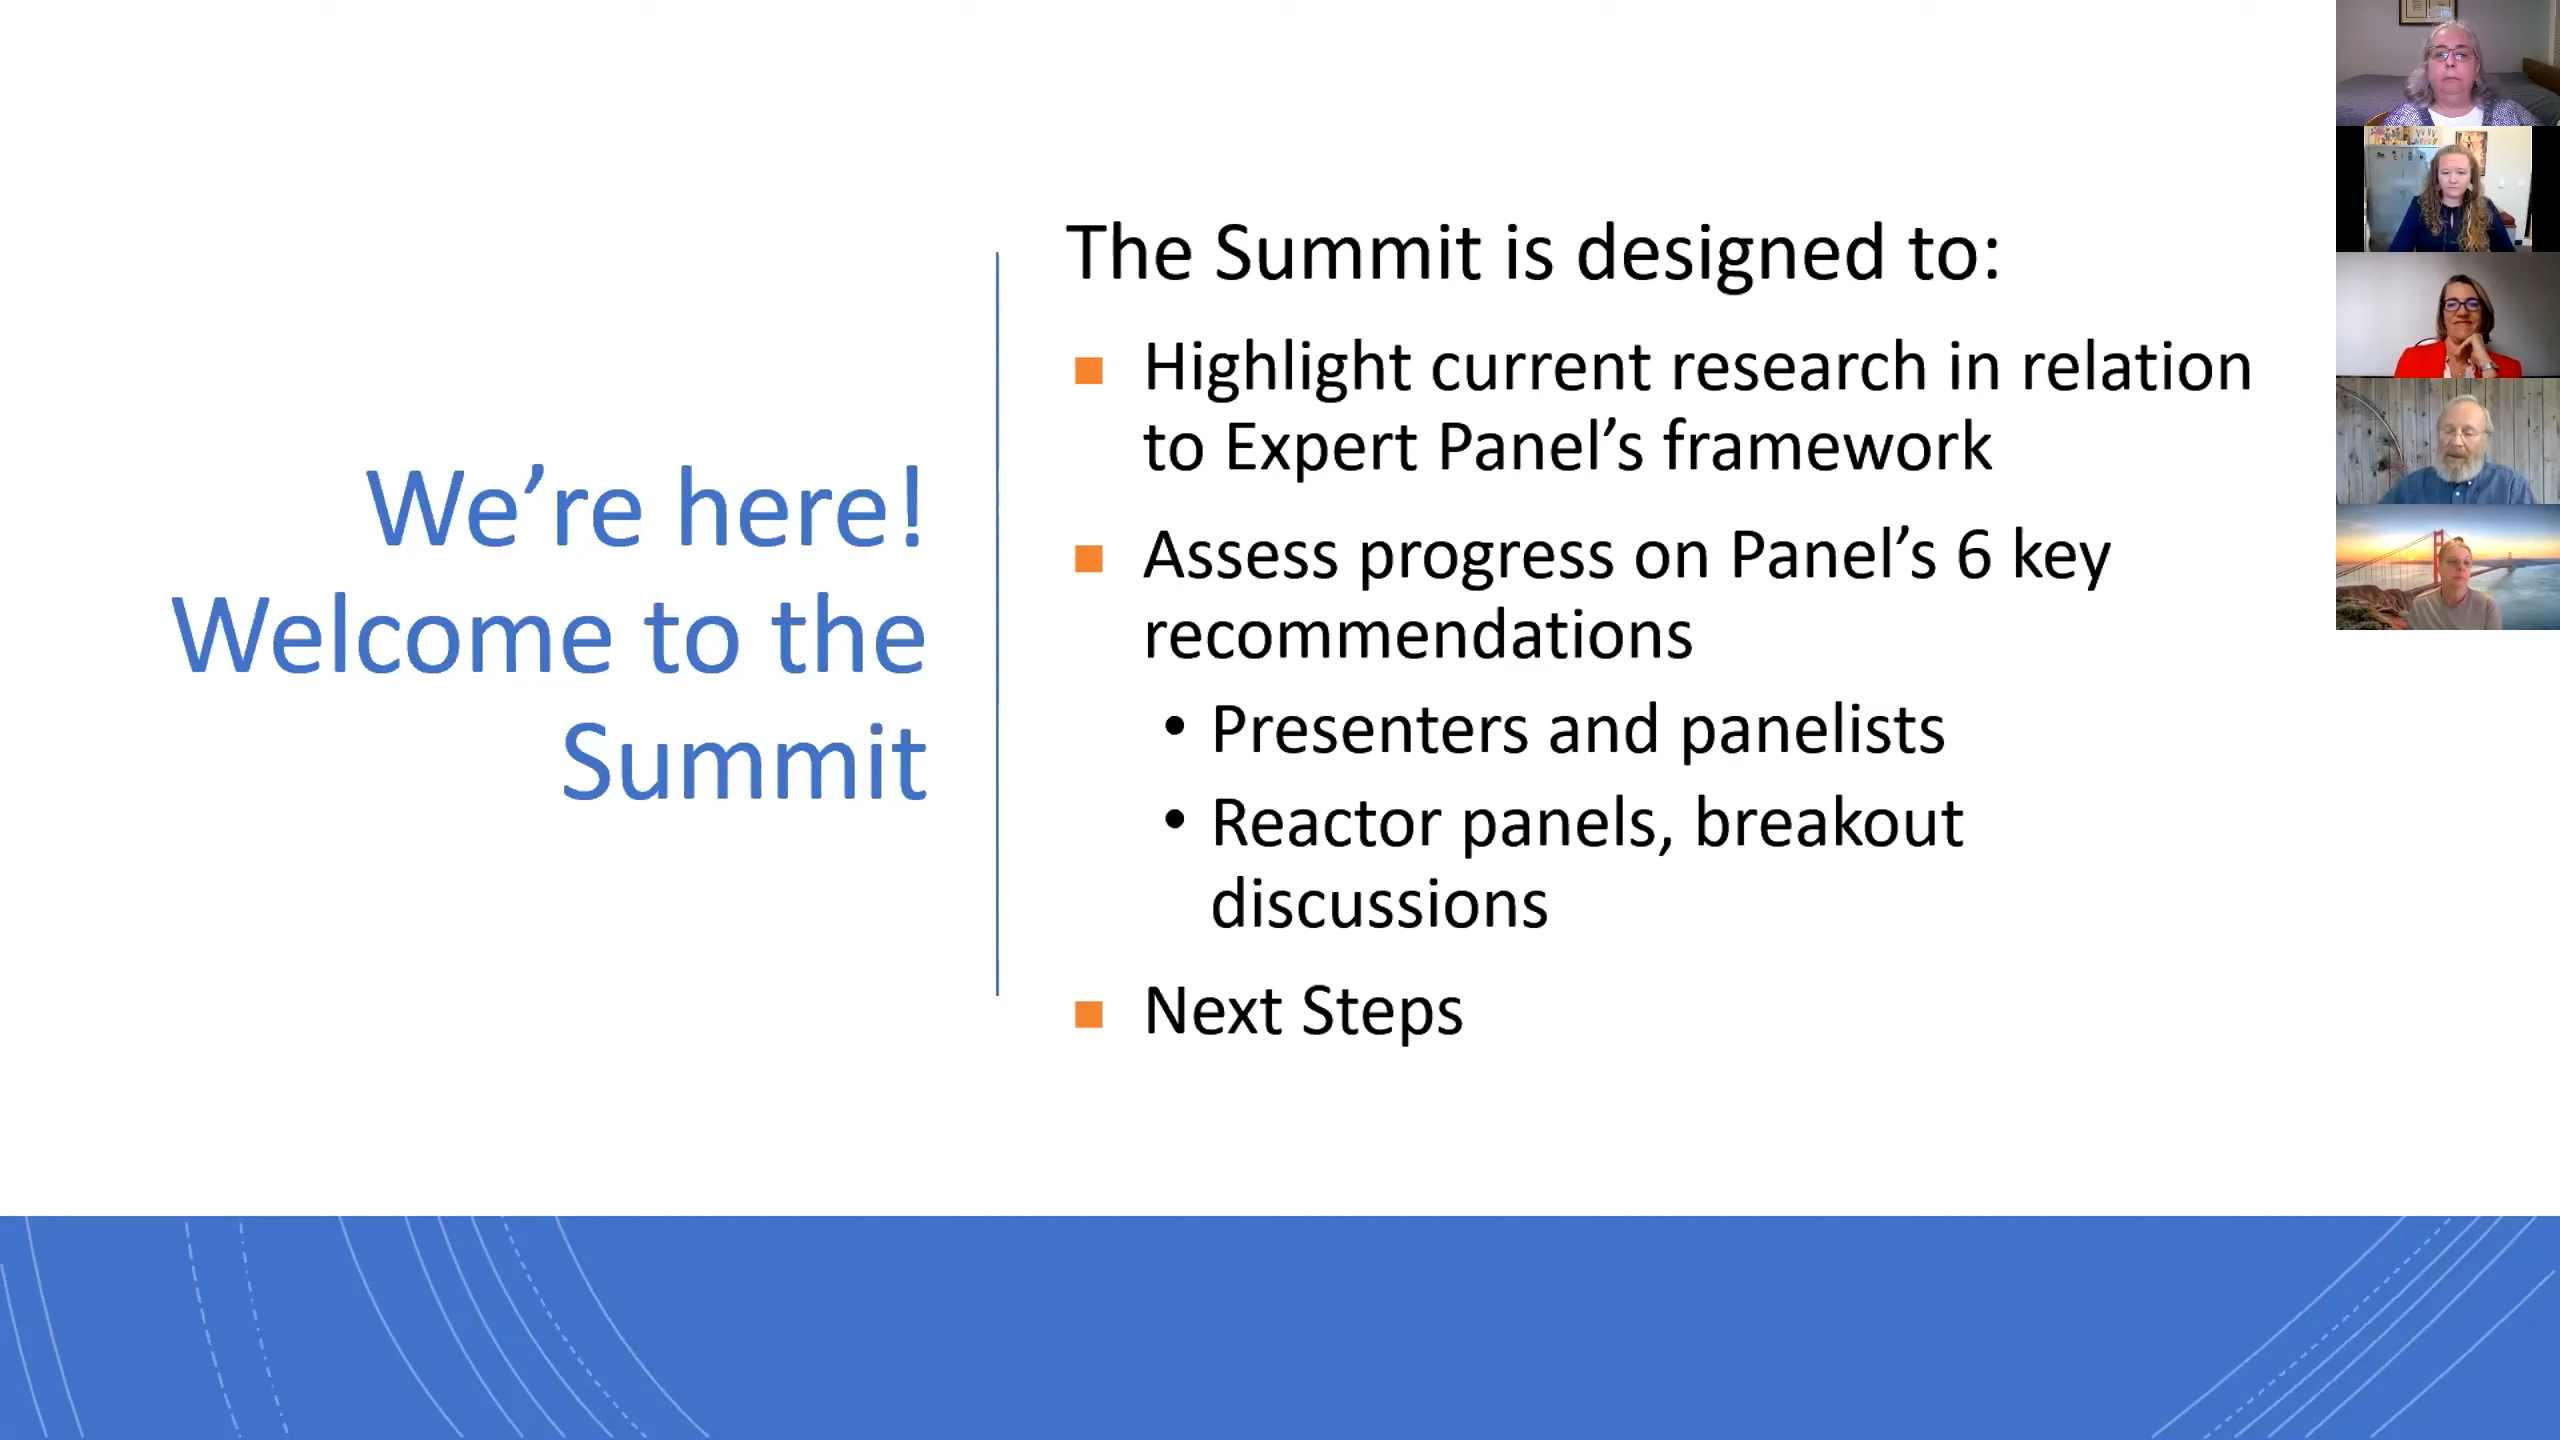 We’re here!
Welcome to the
Summit
The Summit is designed to:
Highlight current research in relation
to Expert Panel’s framework
Assess progress on Panel’s 6 key
recommendations
• Presenters and panelists
• Reactor panels, breakout
discussions
Next Steps